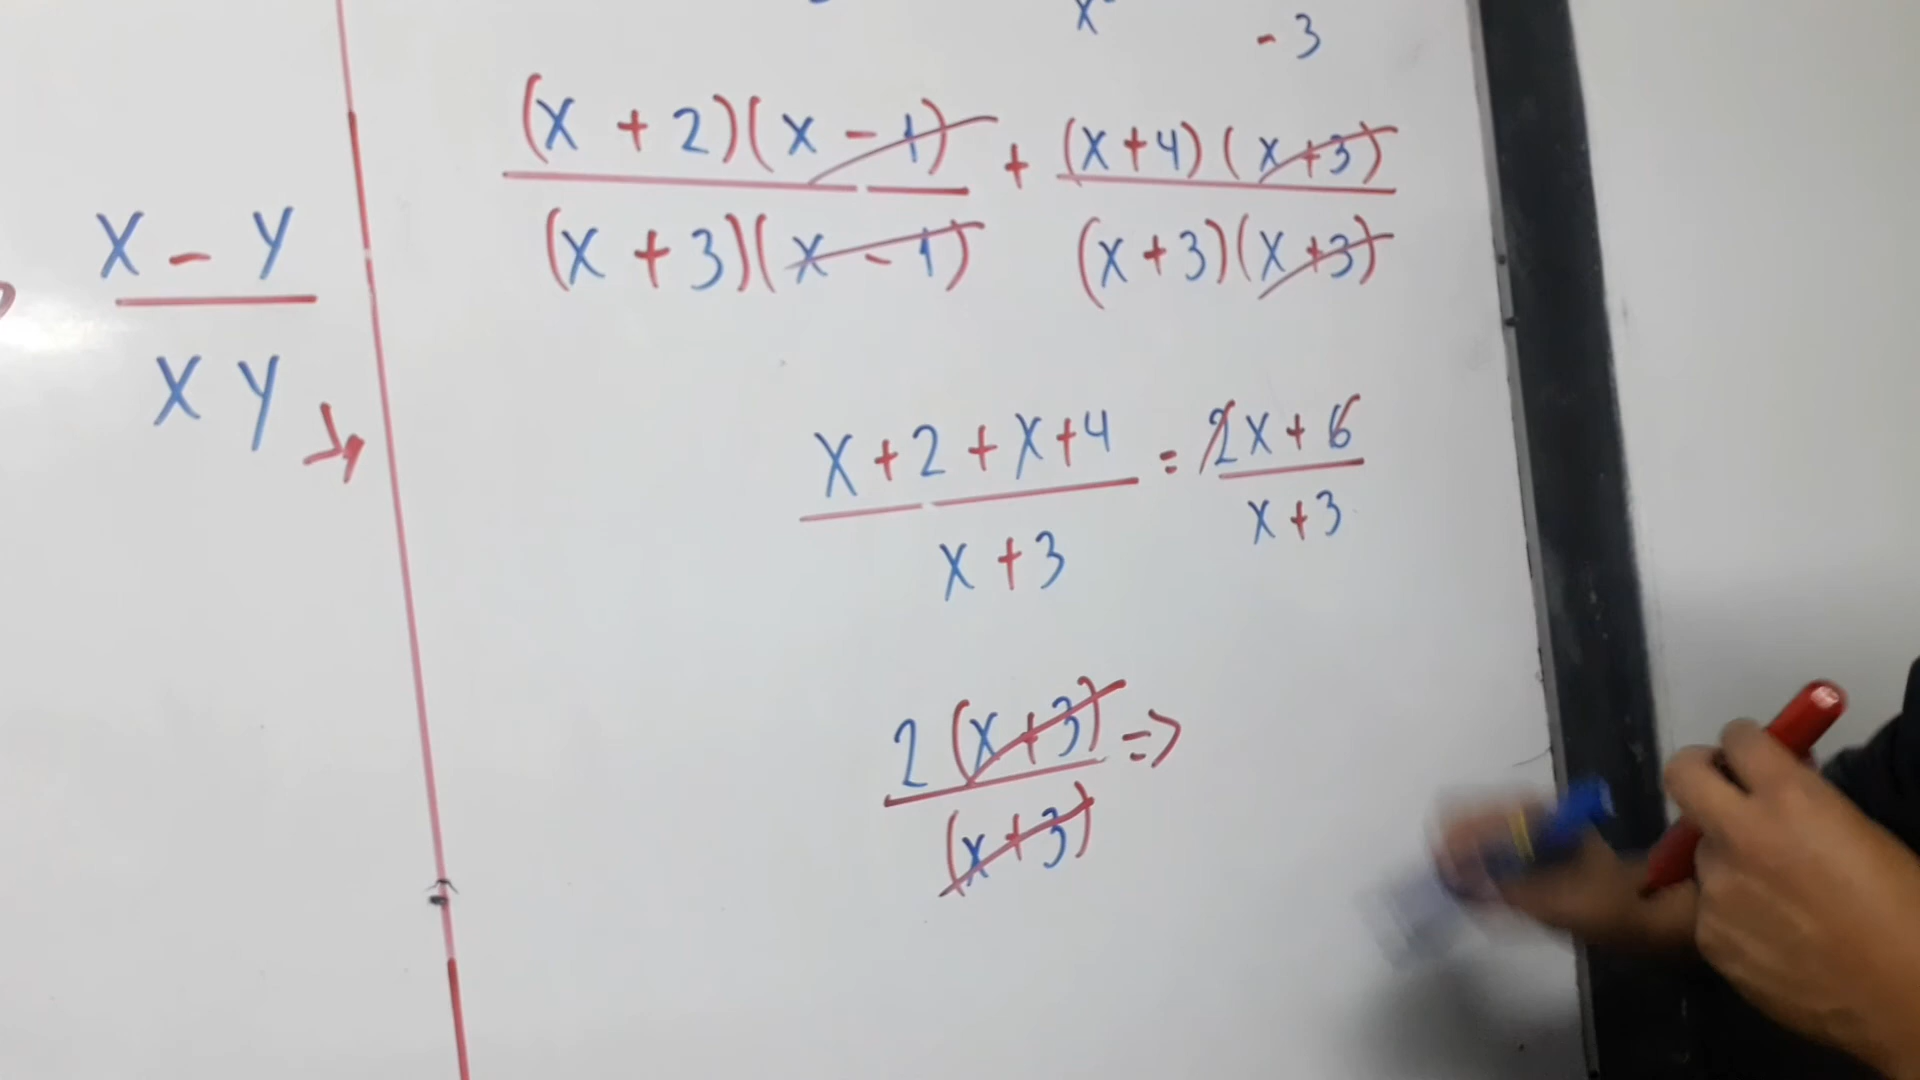 X - Y
X Y
x
- 3
(x + 2)(x - 1) + (x+4)(x+3)
(x + 3)(x - 1) (x+3)(x+3)
x+2+x+4 = 2x+6
x+3 x+3
2(x+3) =>
(x+3)